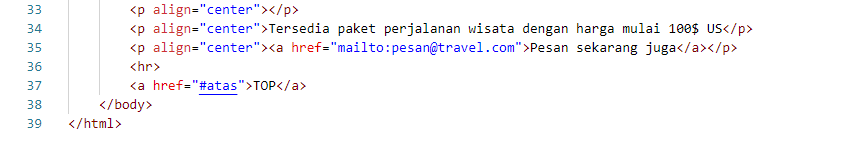 33 <p align="center"></p>
34 <p align="center">Tersedia paket perjalanan wisata dengan harga mulai 100$ US</p>
35 <p align="center"><a href="mailto:pesan@travel.com">Pesan sekarang juga</a></p>
36 <hr>
37 <a href="#atas">TOP</a>
38 </body>
39 </html>